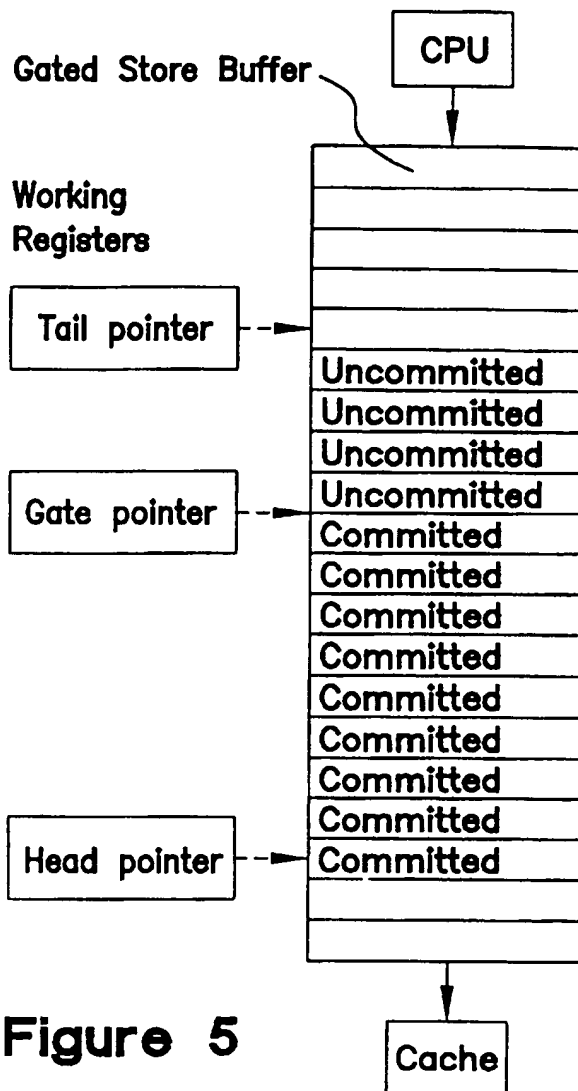 CPU
Gated Store Buffer
Working
Registers
Tail pointer
Uncommitted
Uncommitted
Uncommitted
Uncommitted
Gate pointer
Committed
Committed
Committed
Committed
Committed
Committed
Committed
Committed
Head pointer
Committed
Figure 5
Cache